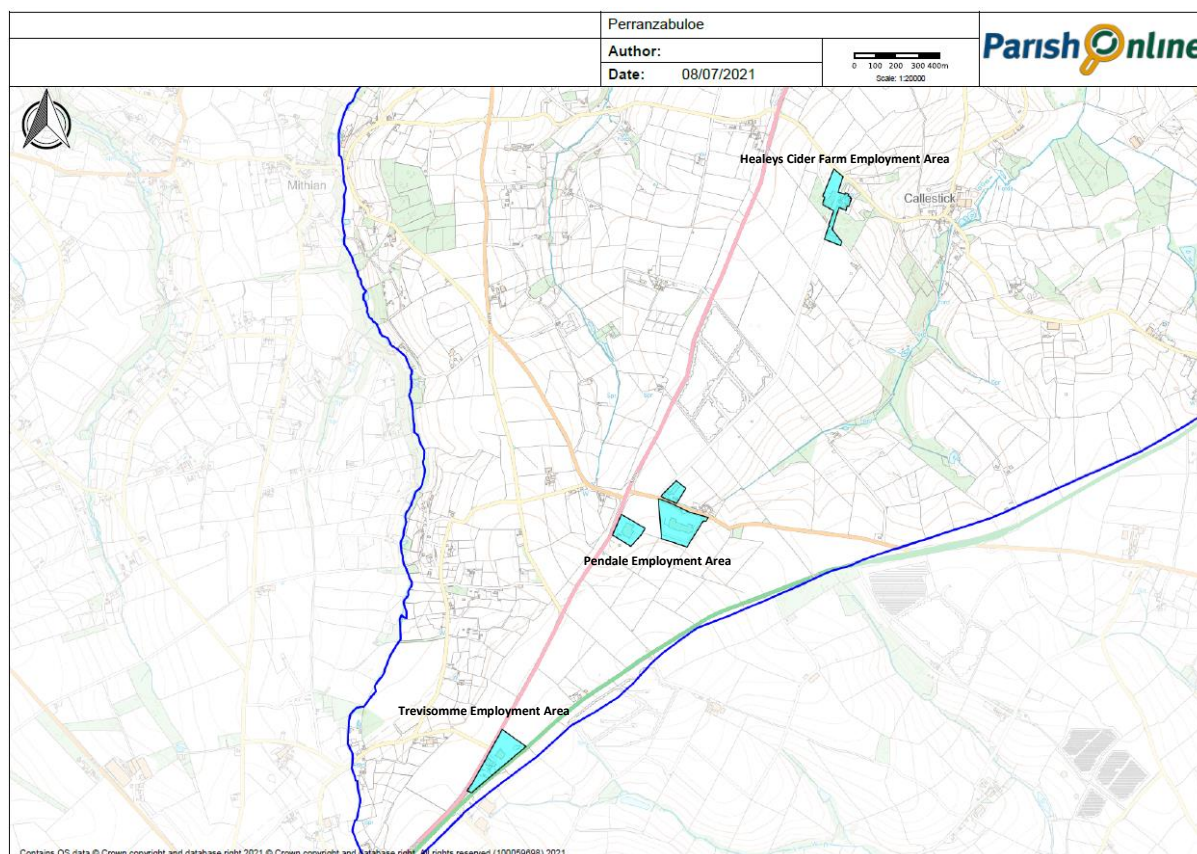 Perranzabuloe
Author:
Date: 08/07/2021
0 100 200 300 400m
Scale: 1:20000
Parish Online
Healeys Cider Farm Employment Area
Mithian
Callestick
Pendale Employment Area
Trevisomme Employment Area
Contains OS data © Crown copyright and database right 2021 © Crown copyright and database right. All rights reserved (100059698) 2021